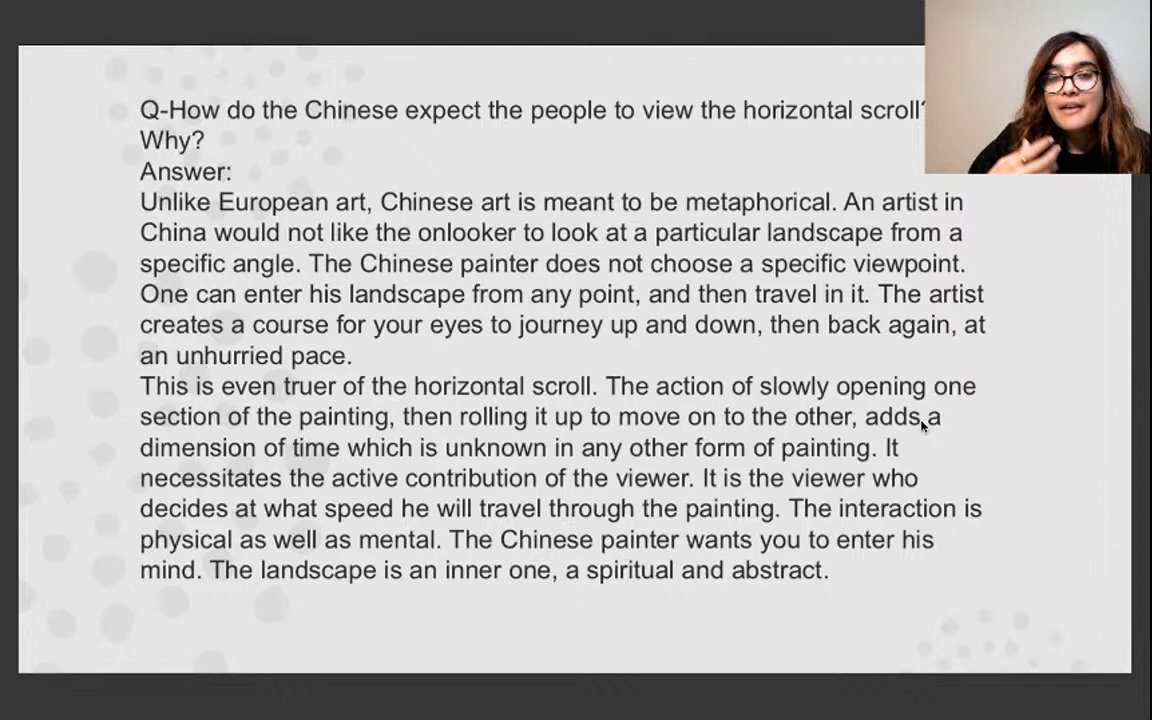 Q-How do the Chinese expect the people to view the horizontal scroll?
Why?
Answer:
Unlike European art, Chinese art is meant to be metaphorical. An artist in
China would not like the onlooker to look at a particular landscape from a
specific angle. The Chinese painter does not choose a specific viewpoint.
One can enter his landscape from any point, and then travel in it. The artist
creates a course for your eyes to journey up and down, then back again, at
an unhurried pace.
This is even truer of the horizontal scroll. The action of slowly opening one
section of the painting, then rolling it up to move on to the other, adds a
dimension of time which is unknown in any other form of painting. It
necessitates the active contribution of the viewer. It is the viewer who
decides at what speed he will travel through the painting. The interaction is
physical as well as mental. The Chinese painter wants you to enter his
mind. The landscape is an inner one, a spiritual and abstract.